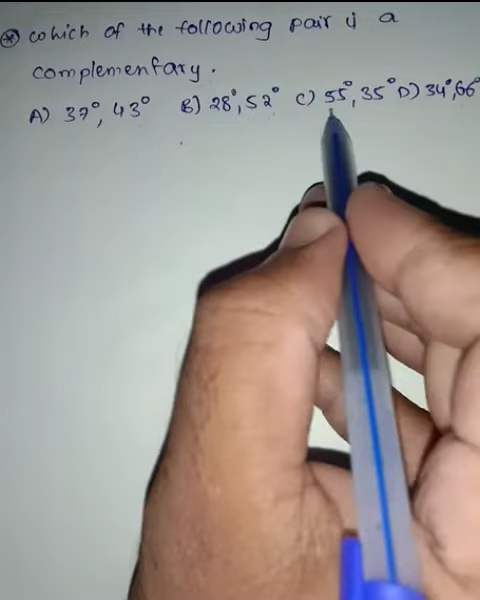 * Which of the following pair is a
complementary.
A) 37°, 43° B) 28°, 52° C) 55°, 35° D) 34°, 66°